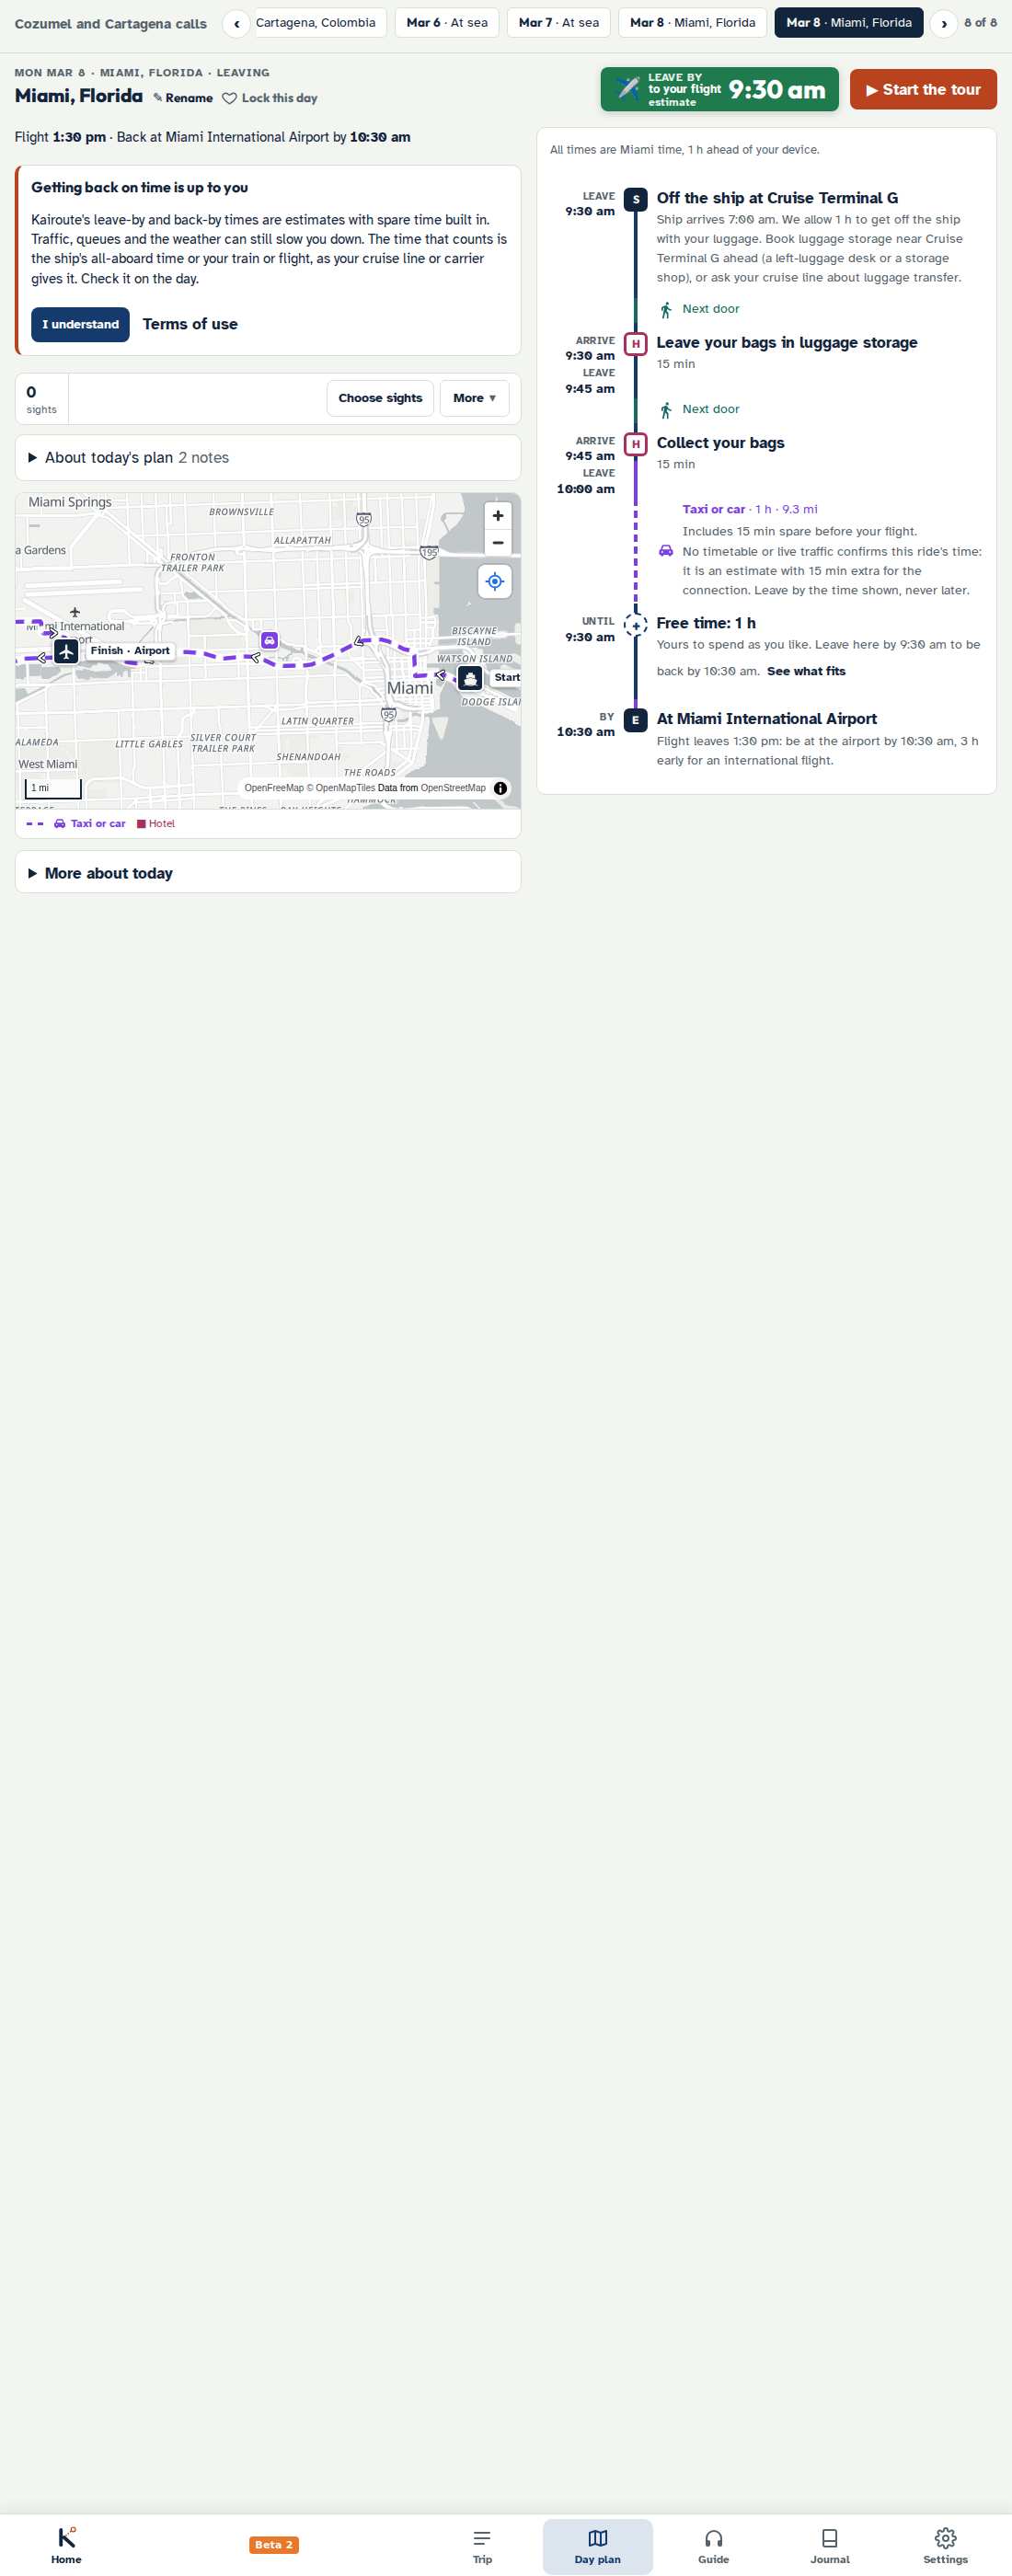 Cozumel and Cartagena calls
‹
Cartagena, Colombia
Mar 6 · At sea
Mar 7 · At sea
Mar 8 · Miami, Florida
Mar 8 · Miami, Florida
›
8 of 8
MON MAR 8 · MIAMI, FLORIDA · LEAVING
Miami, Florida
✎ Rename
Lock this day
LEAVE BY
to your flight
estimate
9:30 am
▶ Start the tour
Flight 1:30 pm · Back at Miami International Airport by 10:30 am
Getting back on time is up to you
Kairoute's leave-by and back-by times are estimates with spare time built in.
Traffic, queues and the weather can still slow you down. The time that counts is
the ship's all-aboard time or your train or flight, as your cruise line or carrier
gives it. Check it on the day.
I understand
Terms of use
0
sights
Choose sights
More ▼
▶ About today's plan 2 notes
Miami Springs
BROWNSVILLE
95
ALLAPATTAH
195
a Gardens
FRONTON
TRAILER PARK
+
−
Finish · Airport
BISCAYNE
ISLAND
WATSON ISLAND
Miami
Start
DODGE ISLA
95
LATIN QUARTER
ALAMEDA
LITTLE GABLES
SILVER COURT
TRAILER PARK
SHENANDOAH
West Miami
THE ROADS
1 mi
OpenFreeMap © OpenMapTiles Data from OpenStreetMap
Taxi or car
Hotel
▶ More about today
All times are Miami time, 1 h ahead of your device.
LEAVE
9:30 am
S
Off the ship at Cruise Terminal G
Ship arrives 7:00 am. We allow 1 h to get off the ship
with your luggage. Book luggage storage near Cruise
Terminal G ahead (a left-luggage desk or a storage
shop), or ask your cruise line about luggage transfer.
Next door
ARRIVE
9:30 am
LEAVE
9:45 am
H
Leave your bags in luggage storage
15 min
Next door
ARRIVE
9:45 am
LEAVE
10:00 am
H
Collect your bags
15 min
Taxi or car · 1 h · 9.3 mi
Includes 15 min spare before your flight.
No timetable or live traffic confirms this ride's time:
it is an estimate with 15 min extra for the
connection. Leave by the time shown, never later.
UNTIL
9:30 am
+
Free time: 1 h
Yours to spend as you like. Leave here by 9:30 am to be
back by 10:30 am. See what fits
BY
10:30 am
E
At Miami International Airport
Flight leaves 1:30 pm: be at the airport by 10:30 am, 3 h
early for an international flight.
Home
Beta 2
Trip
Day plan
Guide
Journal
Settings